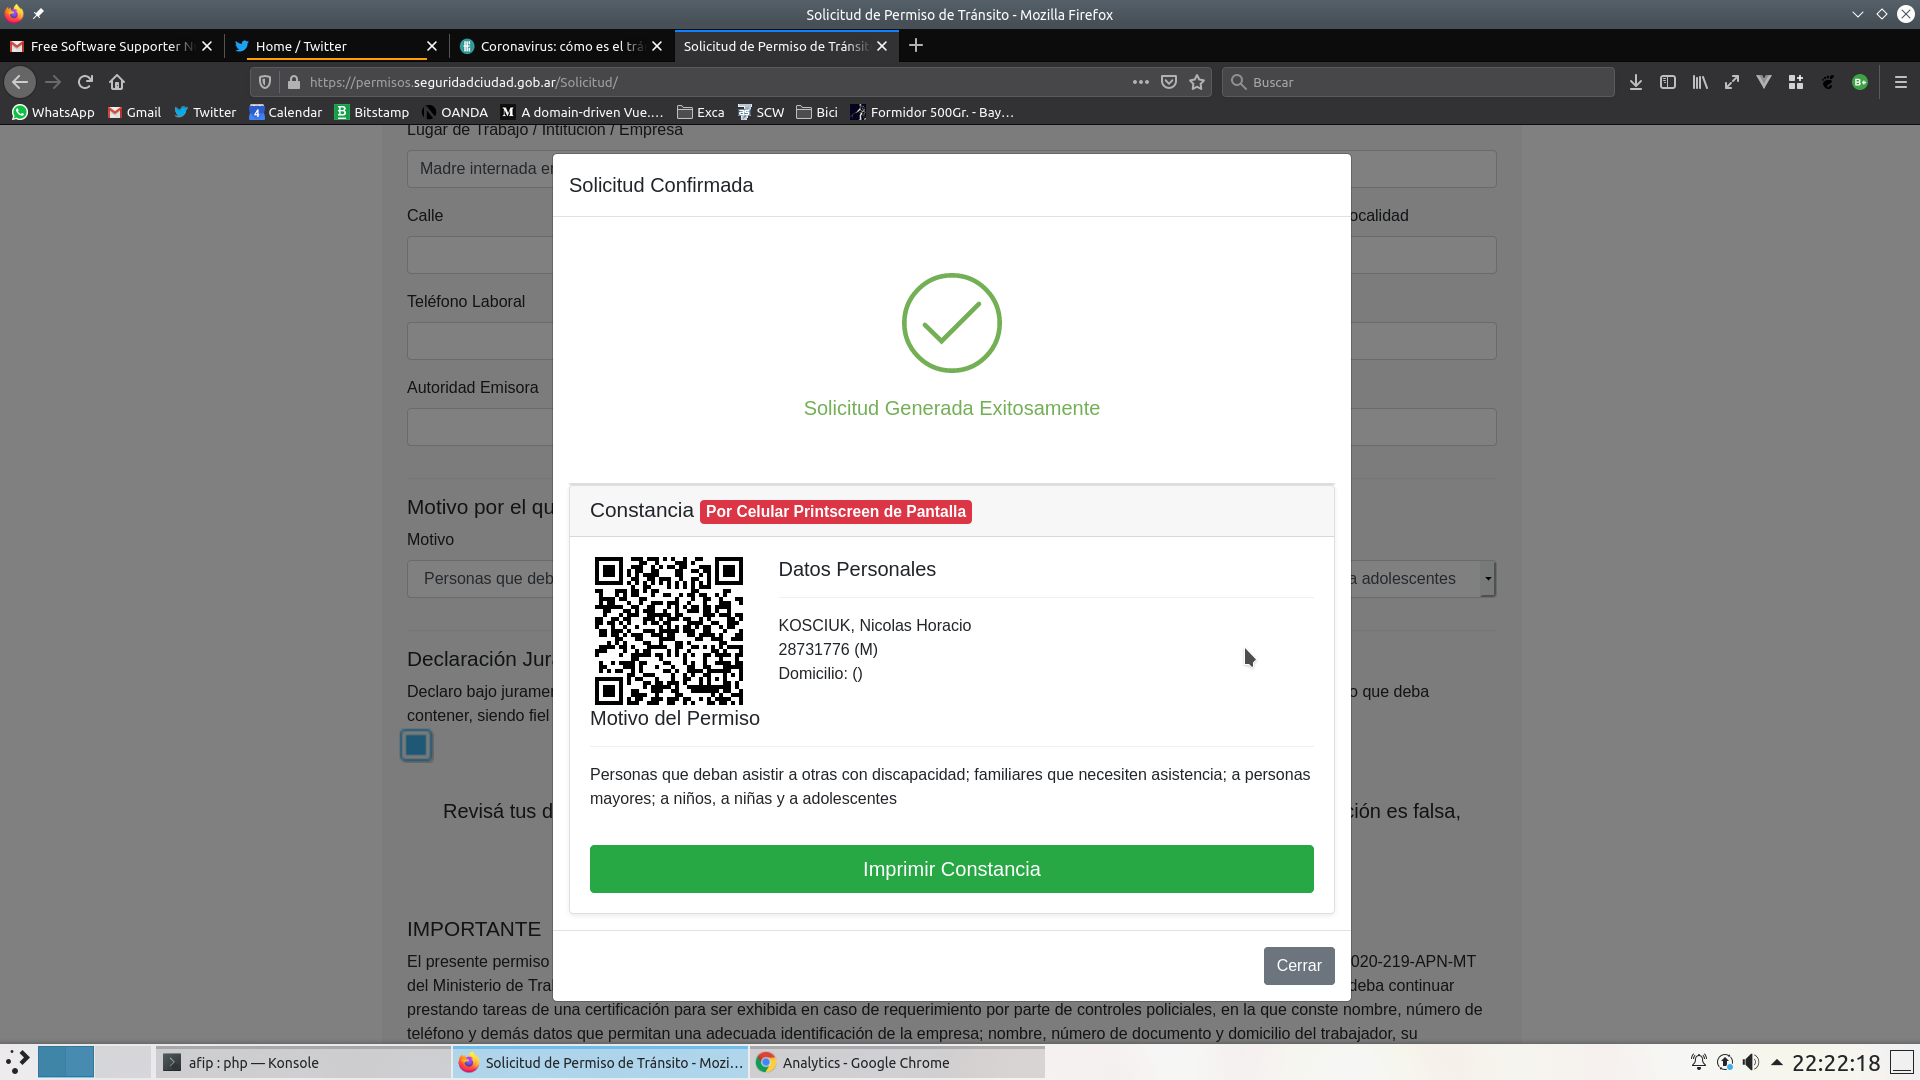 Solicitud de Permiso de Tránsito - Mozilla Firefox
Free Software Supporter N
Home / Twitter
Coronavirus: cómo es el trá
Solicitud de Permiso de Tránsit
https://permisos.seguridadciudad.gob.ar/Solicitud/
Buscar
WhatsApp
Gmail
Twitter
Calendar
Bitstamp
OANDA
A domain-driven Vue....
Exca
SCW
Bici
Formidor 500Gr. - Bay...
Lugar de Trabajo / Intitucion / Empresa
Madre internada en
Solicitud Confirmada
Calle
ocalidad
Teléfono Laboral
Autoridad Emisora
Solicitud Generada Exitosamente
Motivo por el qu
Constancia Por Celular Printscreen de Pantalla
Motivo
Personas que deb
a adolescentes
Datos Personales
KOSCIUK, Nicolas Horacio
28731776 (M)
Domicilio: ()
Declaración Jur
Declaro bajo juramen
o que deba
contener, siendo fiel
Motivo del Permiso
Personas que deban asistir a otras con discapacidad; familiares que necesiten asistencia; a personas
mayores; a niños, a niñas y a adolescentes
Revisá tus d
ción es falsa,
Imprimir Constancia
IMPORTANTE
El presente permiso
020-219-APN-MT
Cerrar
del Ministerio de Tra
deba continuar
prestando tareas de una certificación para ser exhibida en caso de requerimiento por parte de controles policiales, en la que conste nombre, número de
teléfono y demás datos que permitan una adecuada identificación de la empresa; nombre, número de documento y domicilio del trabajador, su
afip : php — Konsole
Solicitud de Permiso de Tránsito - Mozi...
Analytics - Google Chrome
22:22:18